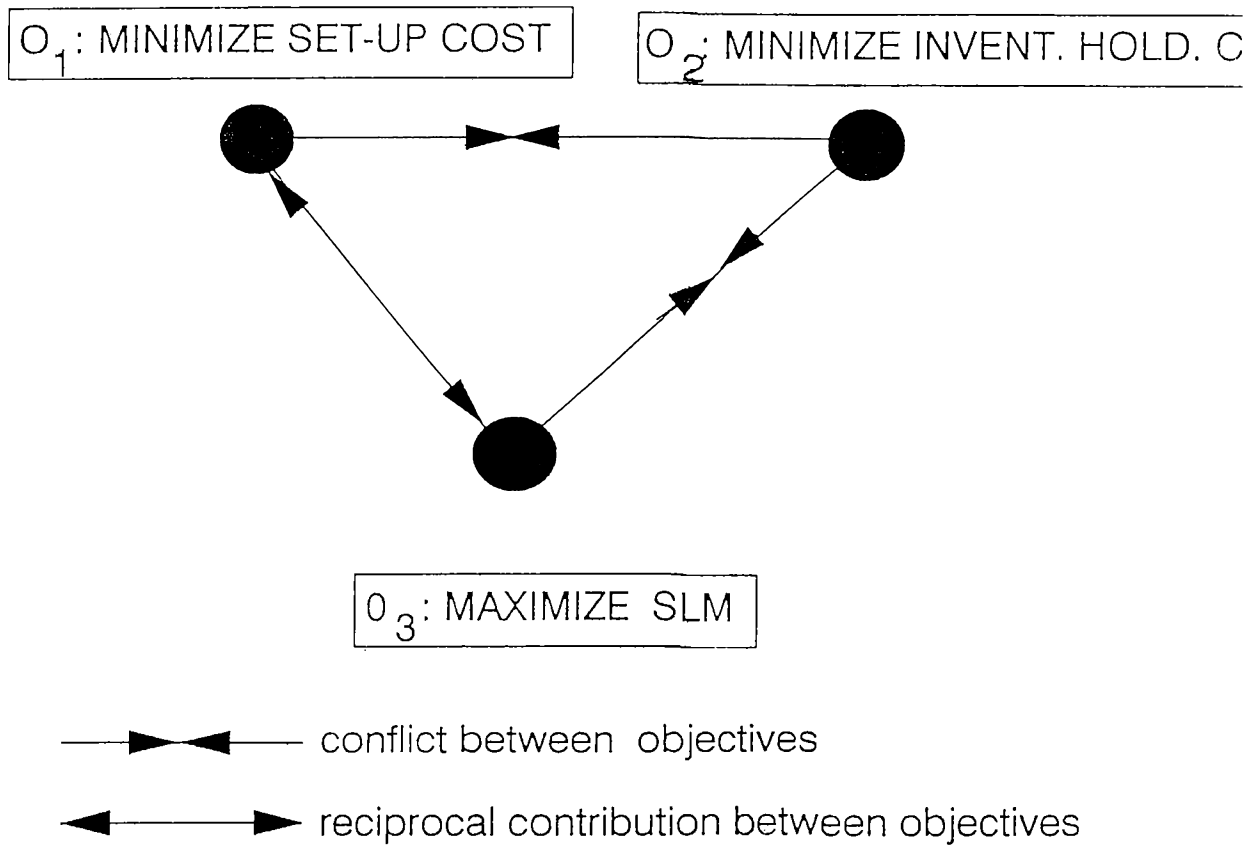 O1: MINIMIZE SET-UP COST
O2: MINIMIZE INVENT. HOLD. C
03: MAXIMIZE SLM
conflict between objectives
reciprocal contribution between objectives